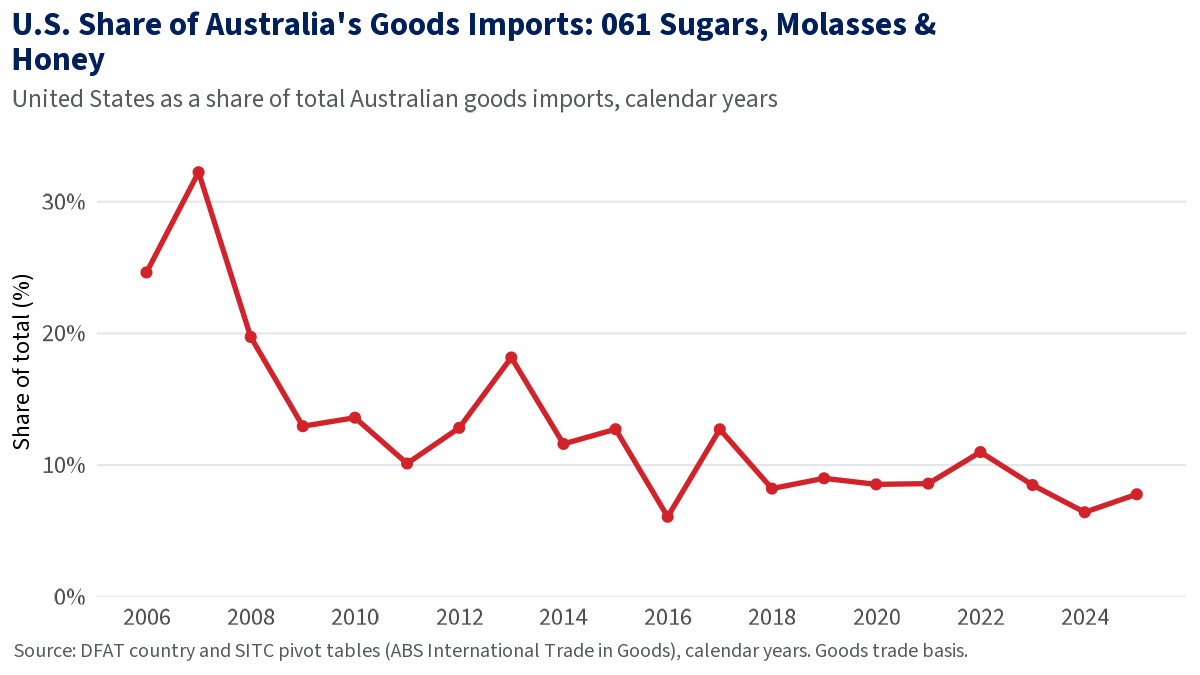 U.S. Share of Australia's Goods Imports: 061 Sugars, Molasses &
Honey
United States as a share of total Australian goods imports, calendar years
Share of total (%)
30%
20%
10%
0%
2006 2008 2010 2012 2014 2016 2018 2020 2022 2024
Source: DFAT country and SITC pivot tables (ABS International Trade in Goods), calendar years. Goods trade basis.